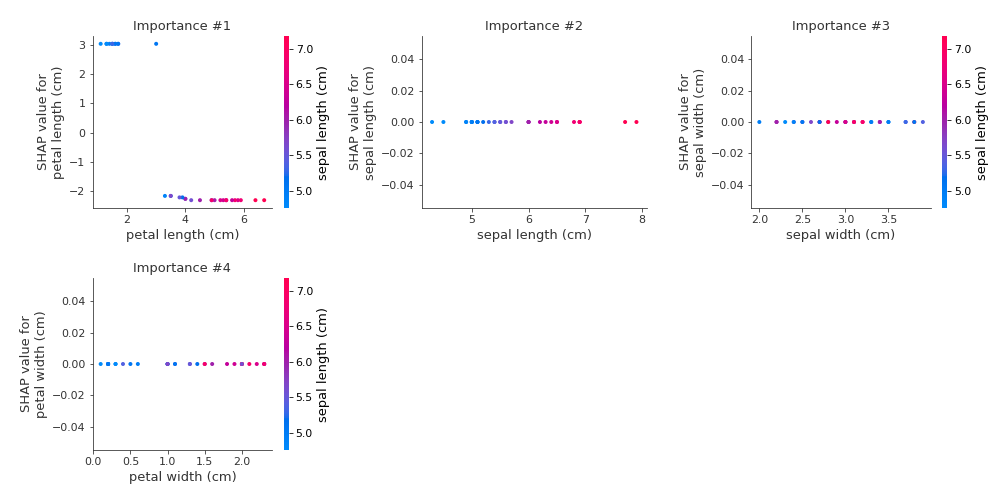 Importance #1
3
2
1
0
−1
−2
SHAP value for
petal length (cm)
2
4
6
petal length (cm)
7.0
6.5
6.0
5.5
5.0
sepal length (cm)
Importance #2
0.04
0.02
0.00
−0.02
−0.04
SHAP value for
sepal length (cm)
5
6
7
8
sepal length (cm)
Importance #3
0.04
0.02
0.00
−0.02
−0.04
SHAP value for
sepal width (cm)
2.0
2.5
3.0
3.5
sepal width (cm)
7.0
6.5
6.0
5.5
5.0
sepal length (cm)
Importance #4
0.04
0.02
0.00
−0.02
−0.04
SHAP value for
petal width (cm)
0.0
0.5
1.0
1.5
2.0
petal width (cm)
7.0
6.5
6.0
5.5
5.0
sepal length (cm)